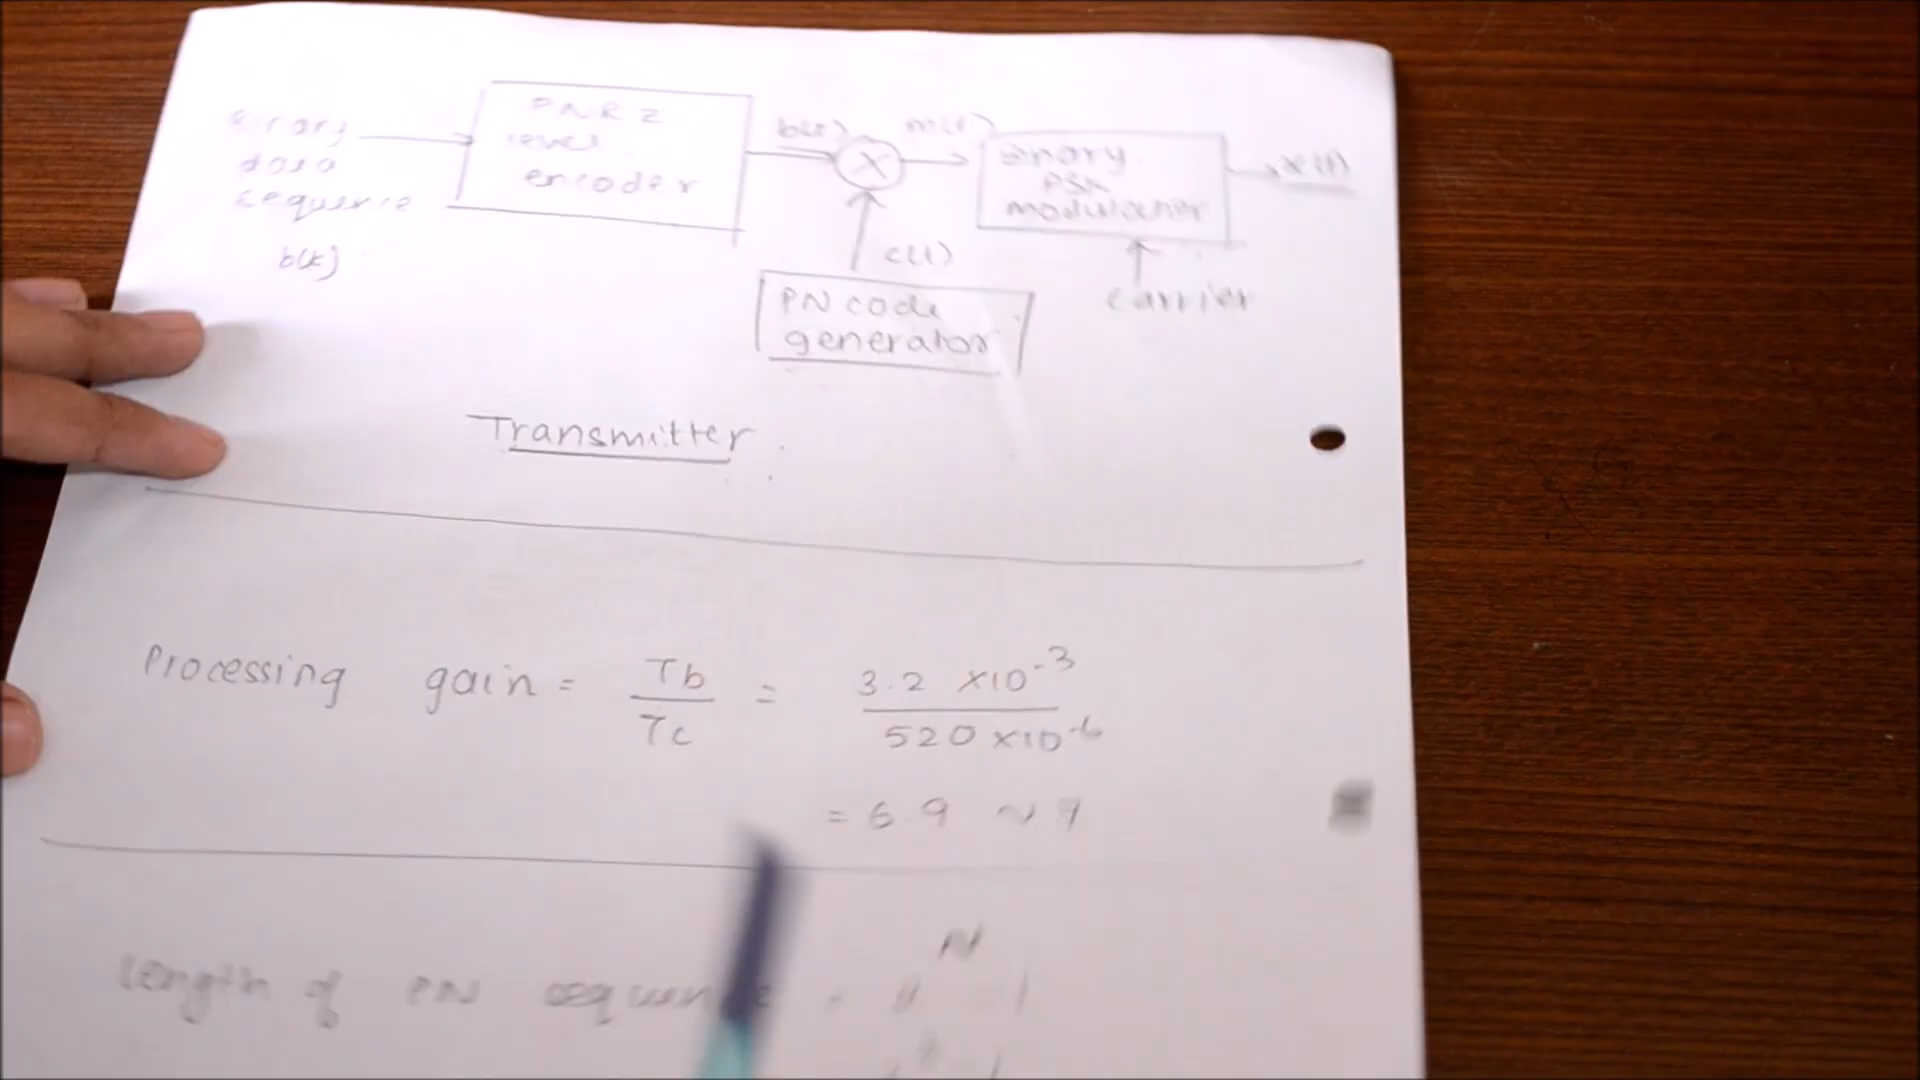 Binary
data
sequence
b(k)
PNRZ
level
encoder
b(t)
X
m(t)
c(t)
PN code
generator
Binary
PSK
modulator
carrier
x(t)
Transmitter
Processing gain = Tb / Tc = 3.2 ×10^-3 / 520 ×10^-6
= 6.9 ~ 7
Length of PN sequence =
N
- 1